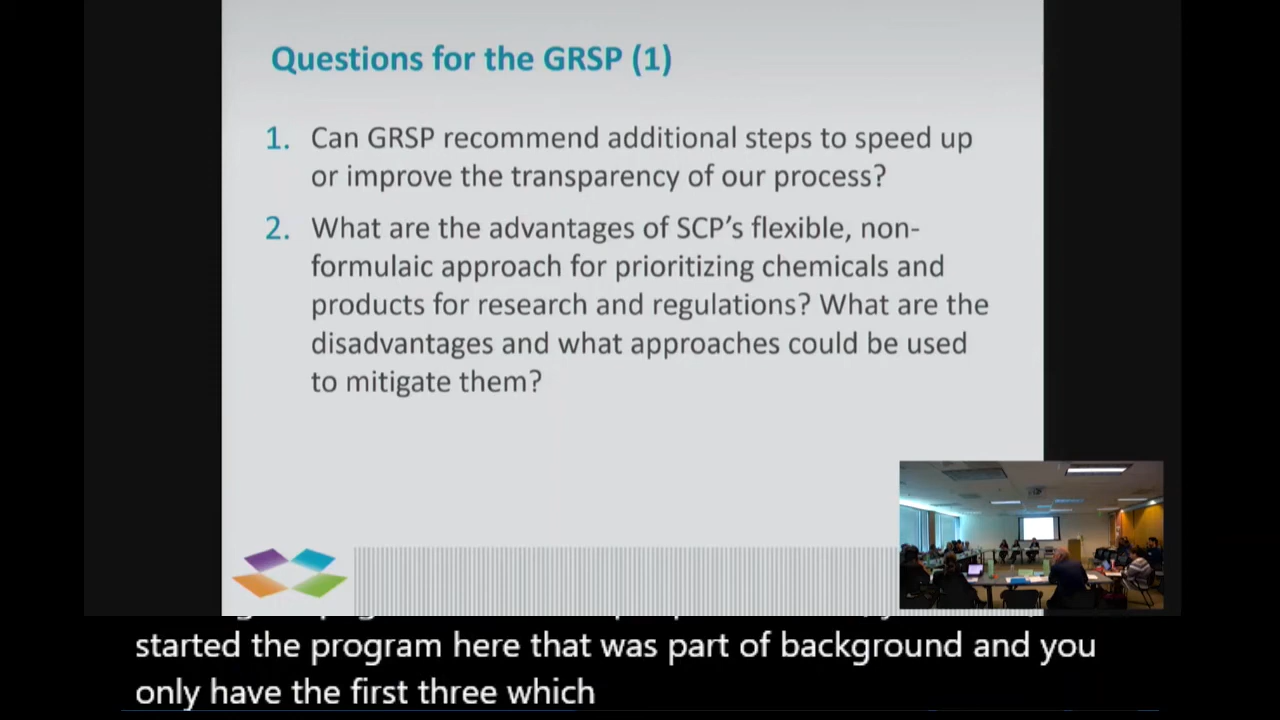 Questions for the GRSP (1)
1. Can GRSP recommend additional steps to speed up
or improve the transparency of our process?
2. What are the advantages of SCP’s flexible, non-
formulaic approach for prioritizing chemicals and
products for research and regulations? What are the
disadvantages and what approaches could be used
to mitigate them?
started the program here that was part of background and you
only have the first three which